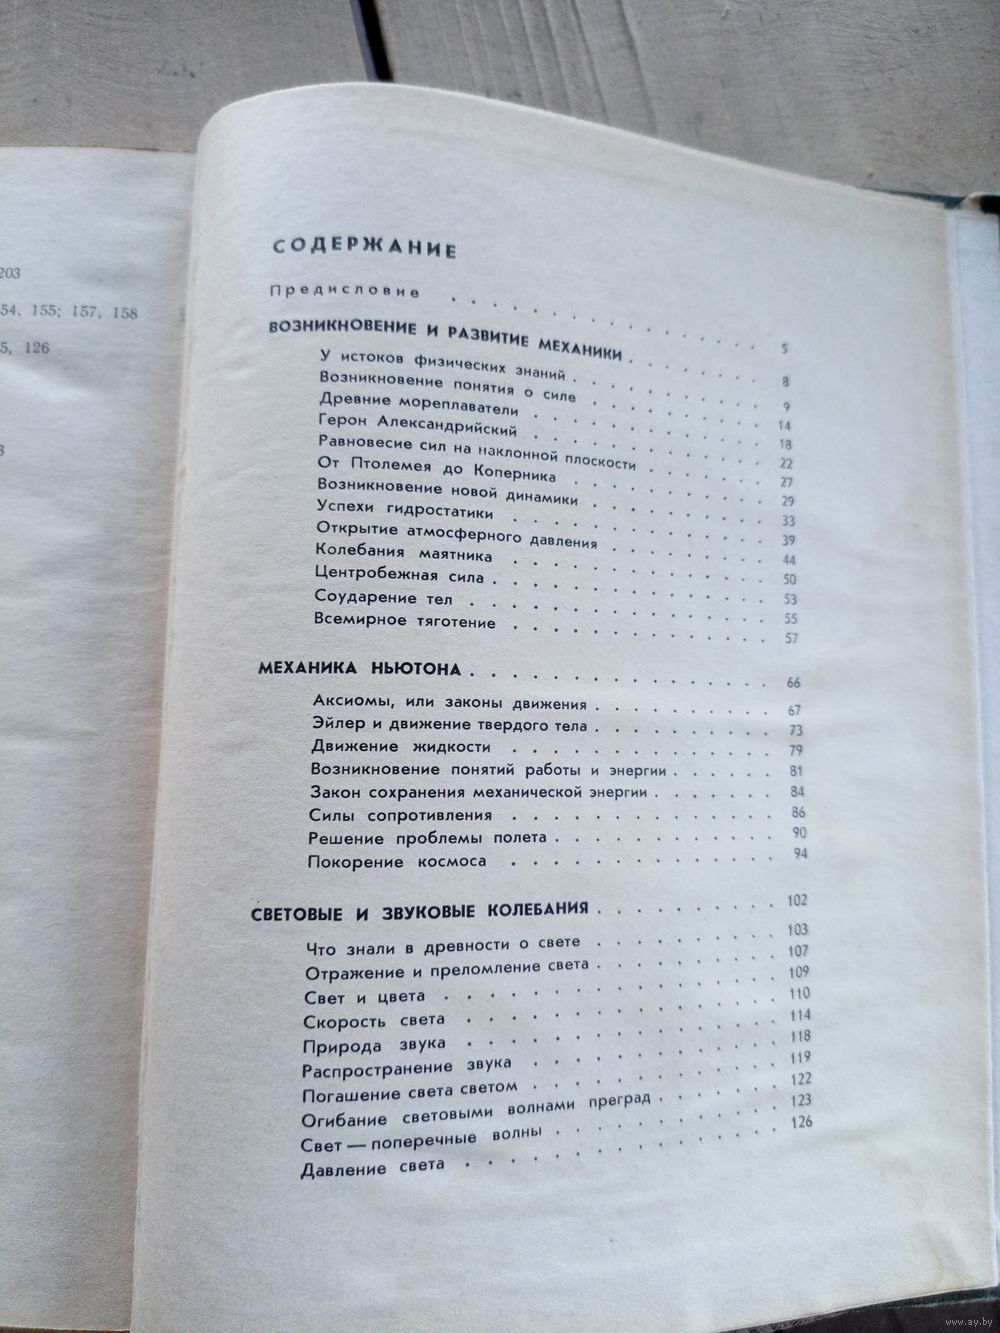 203
54, 155; 157, 158
5, 126
СОДЕРЖАНИЕ
Предисловие . . . . . . . . . . . . . 5
ВОЗНИКНОВЕНИЕ И РАЗВИТИЕ МЕХАНИКИ . . . . . . . 8
У истоков физических знаний . . . . . . . . 9
Возникновение понятия о силе . . . . . . . . 14
Древние мореплаватели . . . . . . . . . 18
Герон Александрийский . . . . . . . . . 22
Равновесие сил на наклонной плоскости . . . . . 27
От Птолемея до Коперника . . . . . . . . 29
Возникновение новой динамики . . . . . . . 33
Успехи гидростатики . . . . . . . . . . 39
Открытие атмосферного давления . . . . . . 44
Колебания маятника . . . . . . . . . . 50
Центробежная сила . . . . . . . . . . . 53
Соударение тел . . . . . . . . . . . . 55
Всемирное тяготение . . . . . . . . . . 57
МЕХАНИКА НЬЮТОНА . . . . . . . . . . . . 66
Аксиомы, или законы движения . . . . . . . 67
Эйлер и движение твердого тела . . . . . . . 73
Движение жидкости . . . . . . . . . . 79
Возникновение понятий работы и энергии . . . . . 81
Закон сохранения механической энергии . . . . . 84
Силы сопротивления . . . . . . . . . . 86
Решение проблемы полета . . . . . . . . . 90
Покорение космоса . . . . . . . . . . 94
СВЕТОВЫЕ И ЗВУКОВЫЕ КОЛЕБАНИЯ . . . . . . . 102
Что знали в древности о свете . . . . . . . 103
Отражение и преломление света . . . . . . . 107
Свет и цвета . . . . . . . . . . . . 109
Скорость света . . . . . . . . . . . . 110
Природа звука . . . . . . . . . . . . 114
Распространение звука . . . . . . . . . 118
Погашение света светом . . . . . . . . . 119
Огибание световыми волнами преград . . . . . 122
Свет — поперечные волны . . . . . . . . 123
Давление света . . . . . . . . . . . . 126
www.ay.by